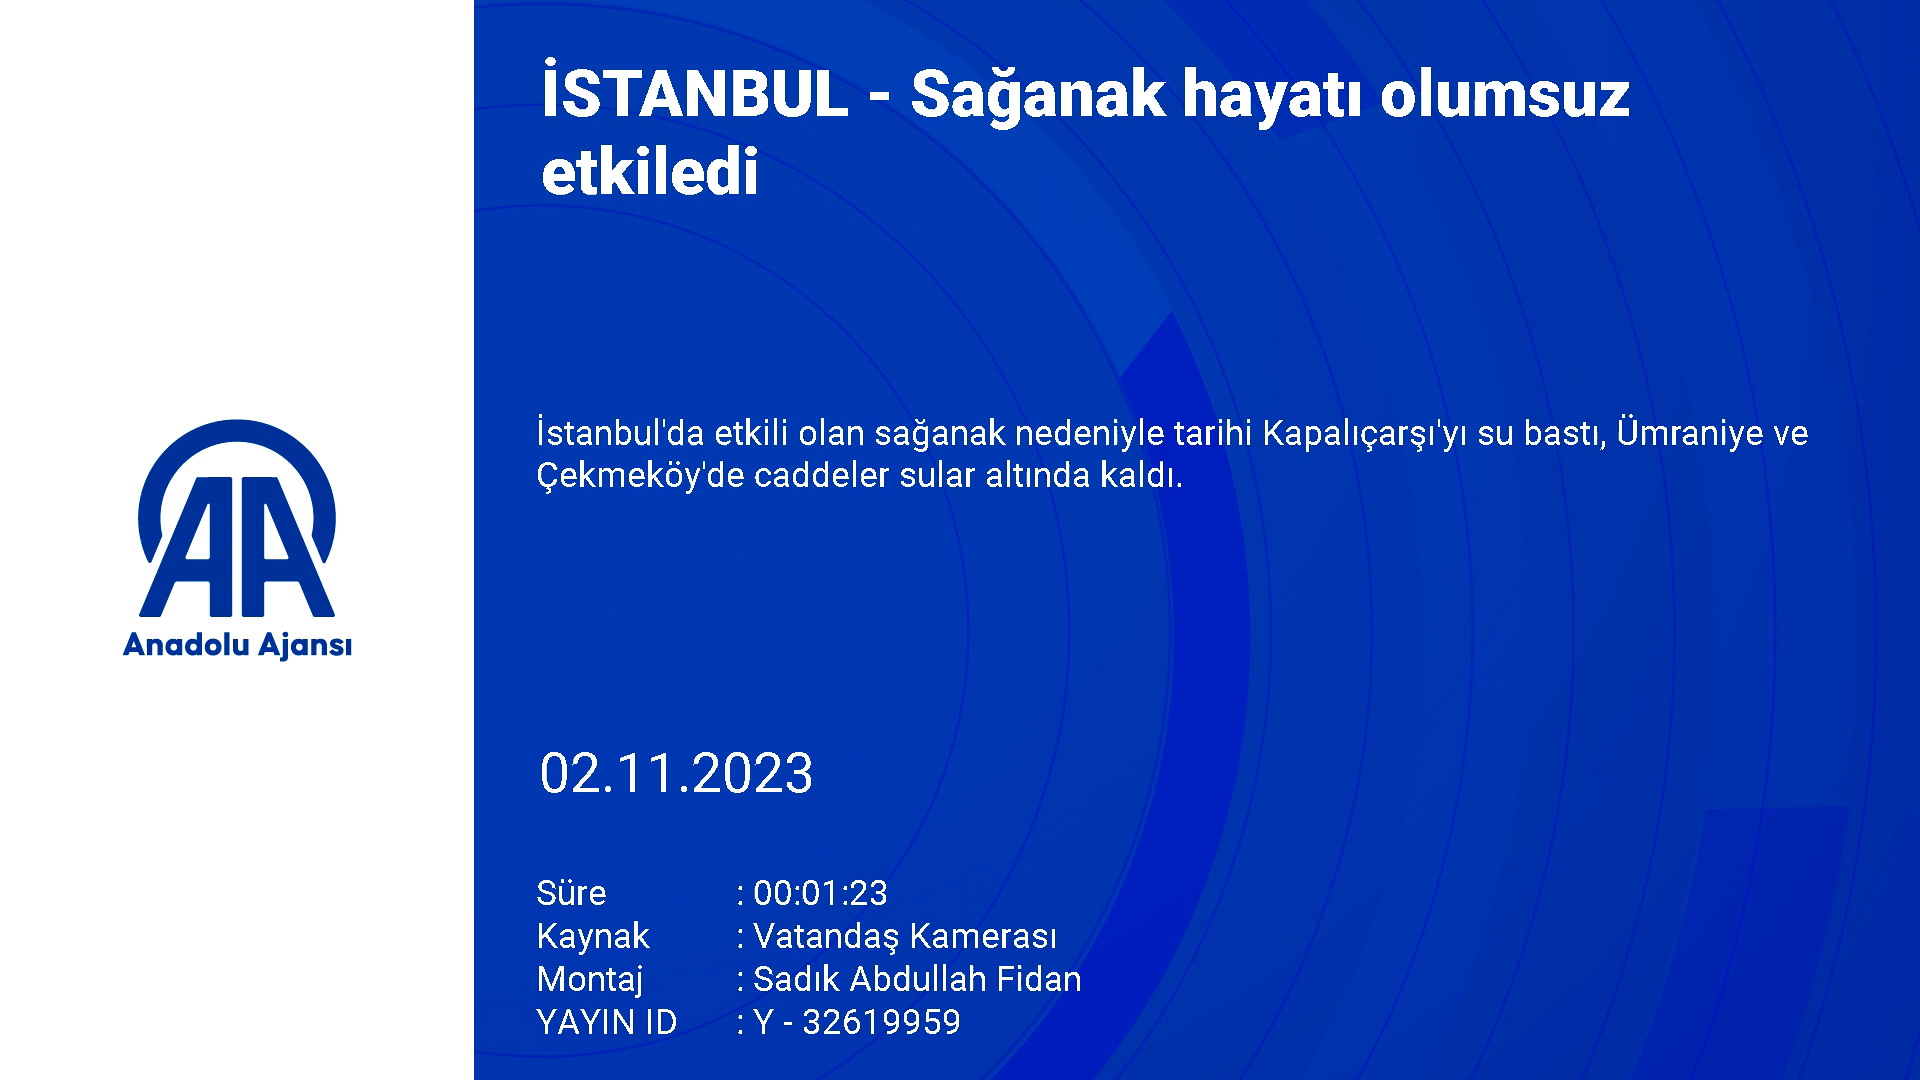 İSTANBUL - Sağanak hayatı olumsuz
etkiledi
İstanbul'da etkili olan sağanak nedeniyle tarihi Kapalıçarşı'yı su bastı, Ümraniye ve
Çekmeköy'de caddeler sular altında kaldı.
AA
Anadolu Ajansı
02.11.2023
Süre : 00:01:23
Kaynak : Vatandaş Kamerası
Montaj : Sadık Abdullah Fidan
YAYIN ID : Y - 32619959